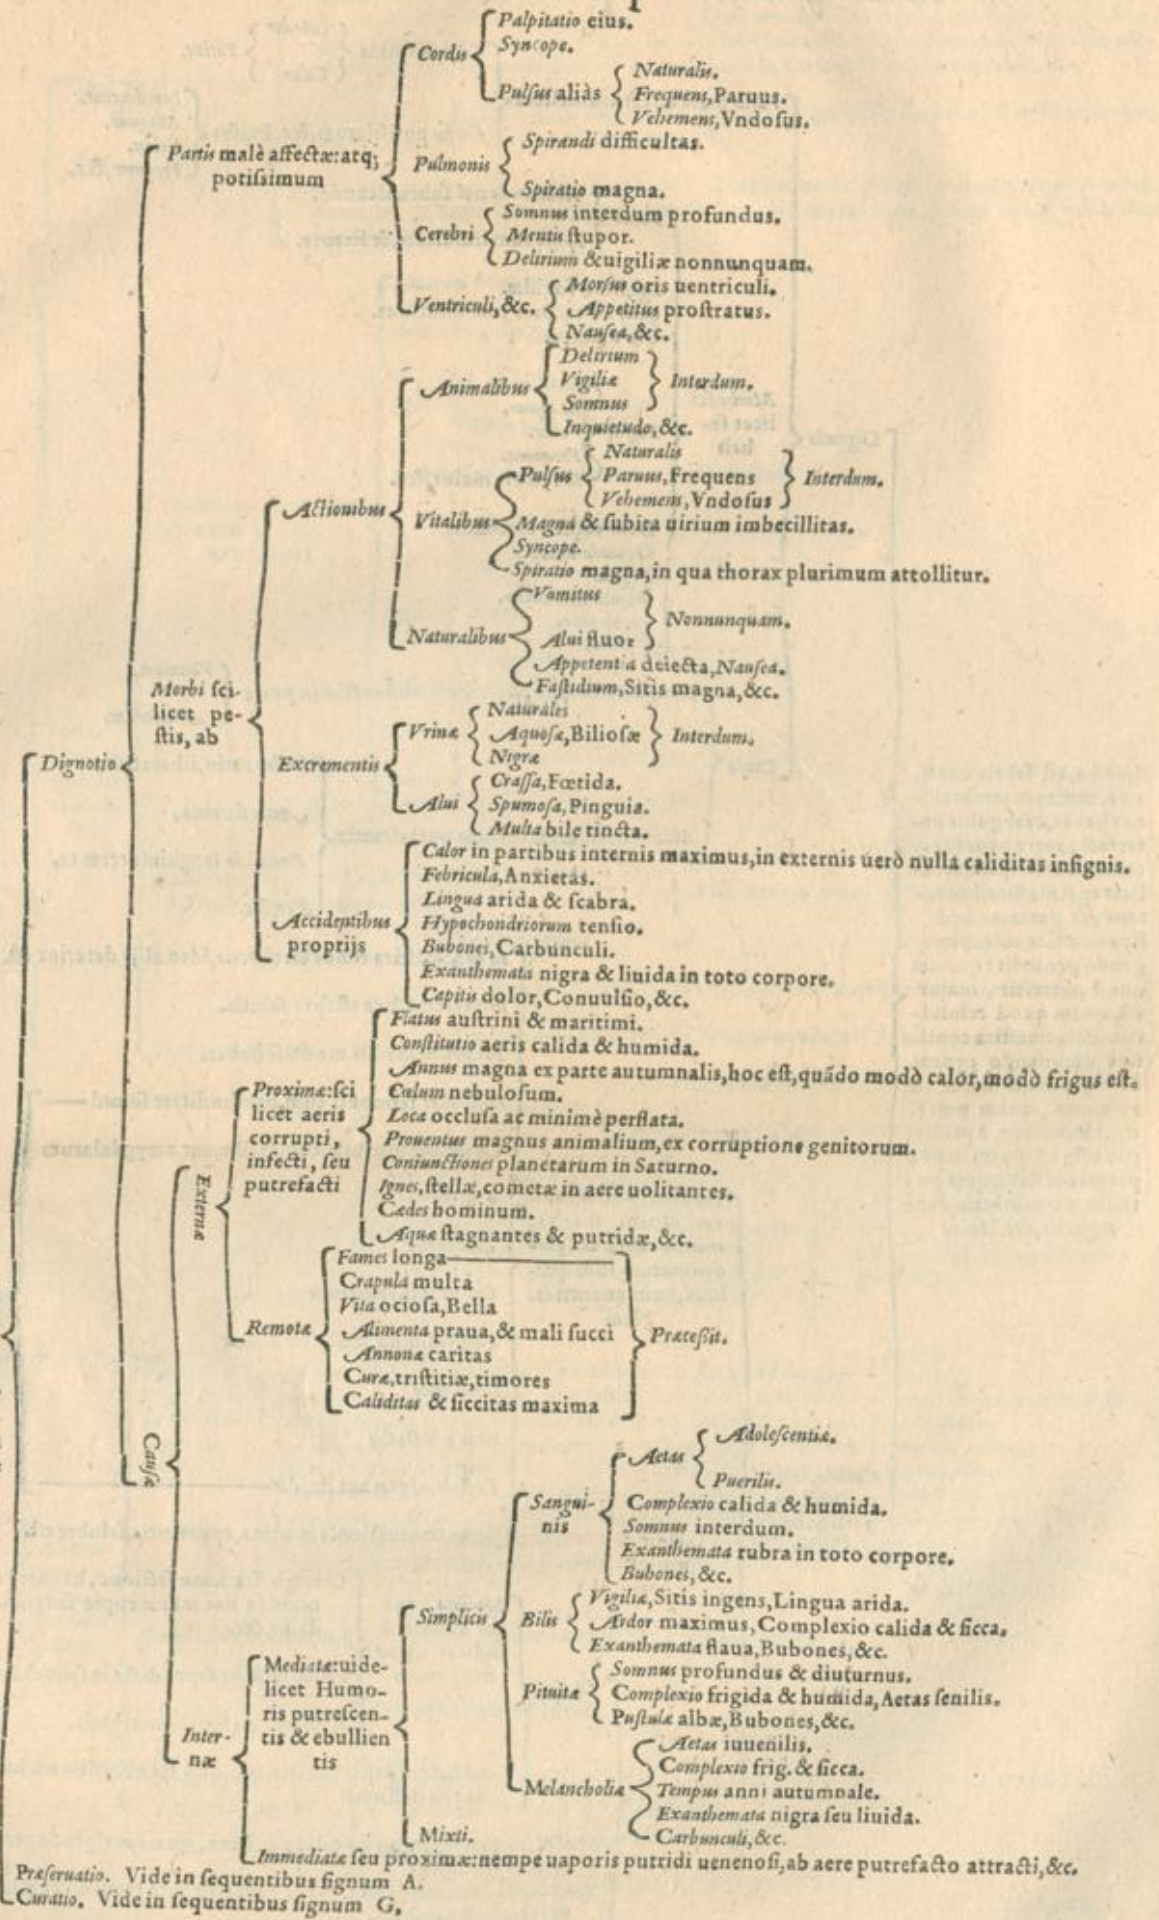 Palpitatio eius.
Cordis
Syncope.
Pulsus aliàs
Naturalis.
Frequens, Paruus.
Vehemens, Vndosus.
Partis malè affectæ: atq;
potissimum
Pulmonis
Spirandi difficultas.
Spiratio magna.
Cerebri
Somnus interdum profundus.
Mentis stupor.
Delirium & uigiliæ nonnunquam.
Ventriculi, &c.
Morsus oris uentriculi.
Appetitus prostratus.
Nausea, &c.
Animalibus
Delirium
Vigiliæ
Somnus
Interdum.
Inquietudo, &c.
Actionibus
Vitalibus
Pulsus
Naturalis
Paruus, Frequens
Vehemens, Vndosus
Interdum.
Magna & subita uirium imbecillitas.
Syncope.
Spiratio magna, in qua thorax plurimum attollitur.
Naturalibus
Vomitus
Alui fluor
Nonnunquam.
Appetent a deiecta, Nausea.
Fastidium, Sitis magna, &c.
Morbi sci-
licet pe-
stis, ab
Dignotio
Excrementis
Vrinæ
Naturales
Aquosæ, Biliosæ
Nigræ
Interdum.
Alui
Crassa, Fœtida.
Spumosa, Pinguia.
Multa bile tincta.
Accidentibus
proprijs
Calor in partibus internis maximus, in externis uerò nulla caliditas insignis.
Febricula, Anxietas.
Lingua arida & scabra.
Hypochondriorum tensio.
Bubones, Carbunculi.
Exanthemata nigra & liuida in toto corpore.
Capitis dolor, Conuulsio, &c.
Externæ
Proximæ: sci
licet aeris
corrupti,
infecti, seu
putrefacti
Flatus austrini & maritimi.
Constitutio aeris calida & humida.
Annus magna ex parte autumnalis, hoc est, quãdo modò calor, modò frigus est.
Cælum nebulosum.
Loca occlusa ac minimè perflata.
Prouentus magnus animalium, ex corruptione genitorum.
Coniunctiones planetarum in Saturno.
Ignes, stellæ, cometæ in aere uolitantes.
Cædes hominum.
Aquæ stagnantes & putridæ, &c.
Remotæ
Fames longa
Crapula multa
Vita ociosa, Bella
Alimenta praua, & mali succi
Annonæ caritas
Curæ, tristitiæ, timores
Caliditas & siccitas maxima
Præcessit.
Causæ
Internæ
Mediatæ: uide-
licet Humo-
ris putrescen-
tis & ebullien
tis
Simplicis
Sangui-
nis
Aetas
Adolescentiæ.
Puerilis.
Complexio calida & humida.
Somnus interdum.
Exanthemata rubra in toto corpore.
Bubones, &c.
Bilis
Vigiliæ, Sitis ingens, Lingua arida.
Ardor maximus, Complexio calida & sicca.
Exanthemata flaua, Bubones, &c.
Pituitæ
Somnus profundus & diuturnus.
Complexio frigida & humida, Aetas senilis.
Pustulæ albæ, Bubones, &c.
Melancholiæ
Aetas iuuenilis.
Complexio frig. & sicca.
Tempus anni autumnale.
Exanthemata nigra seu liuida.
Carbunculi, &c.
Mixti.
Immediatæ seu proximæ: nempe uaporis putridi uenenosi, ab aere putrefacto attracti, &c.
Præseruatio. Vide in sequentibus signum A.
Curatio. Vide in sequentibus signum G.